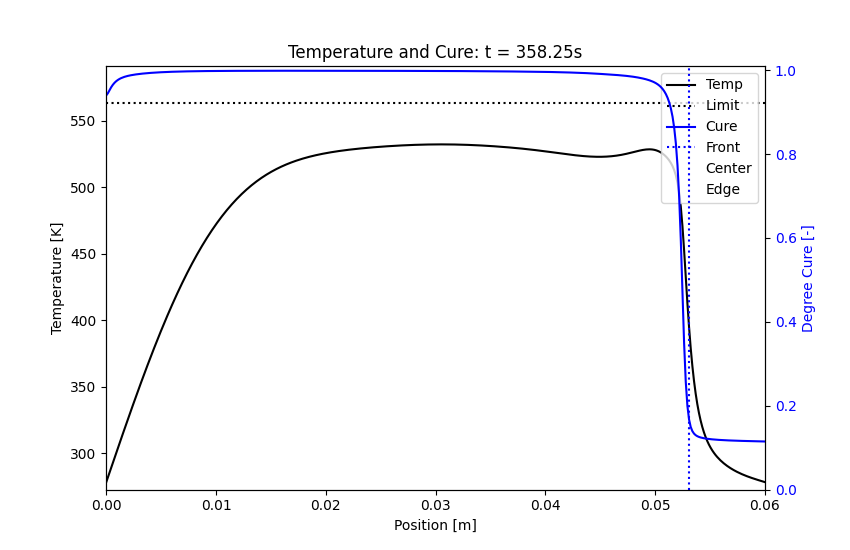 Temperature and Cure: t = 358.25s
Temperature [K]
550
500
450
400
350
300
Temp
Limit
Cure
Front
Center
Edge
1.0
0.8
0.6
0.4
0.2
0.0
Degree Cure [-]
0.00 0.01 0.02 0.03 0.04 0.05 0.06
Position [m]